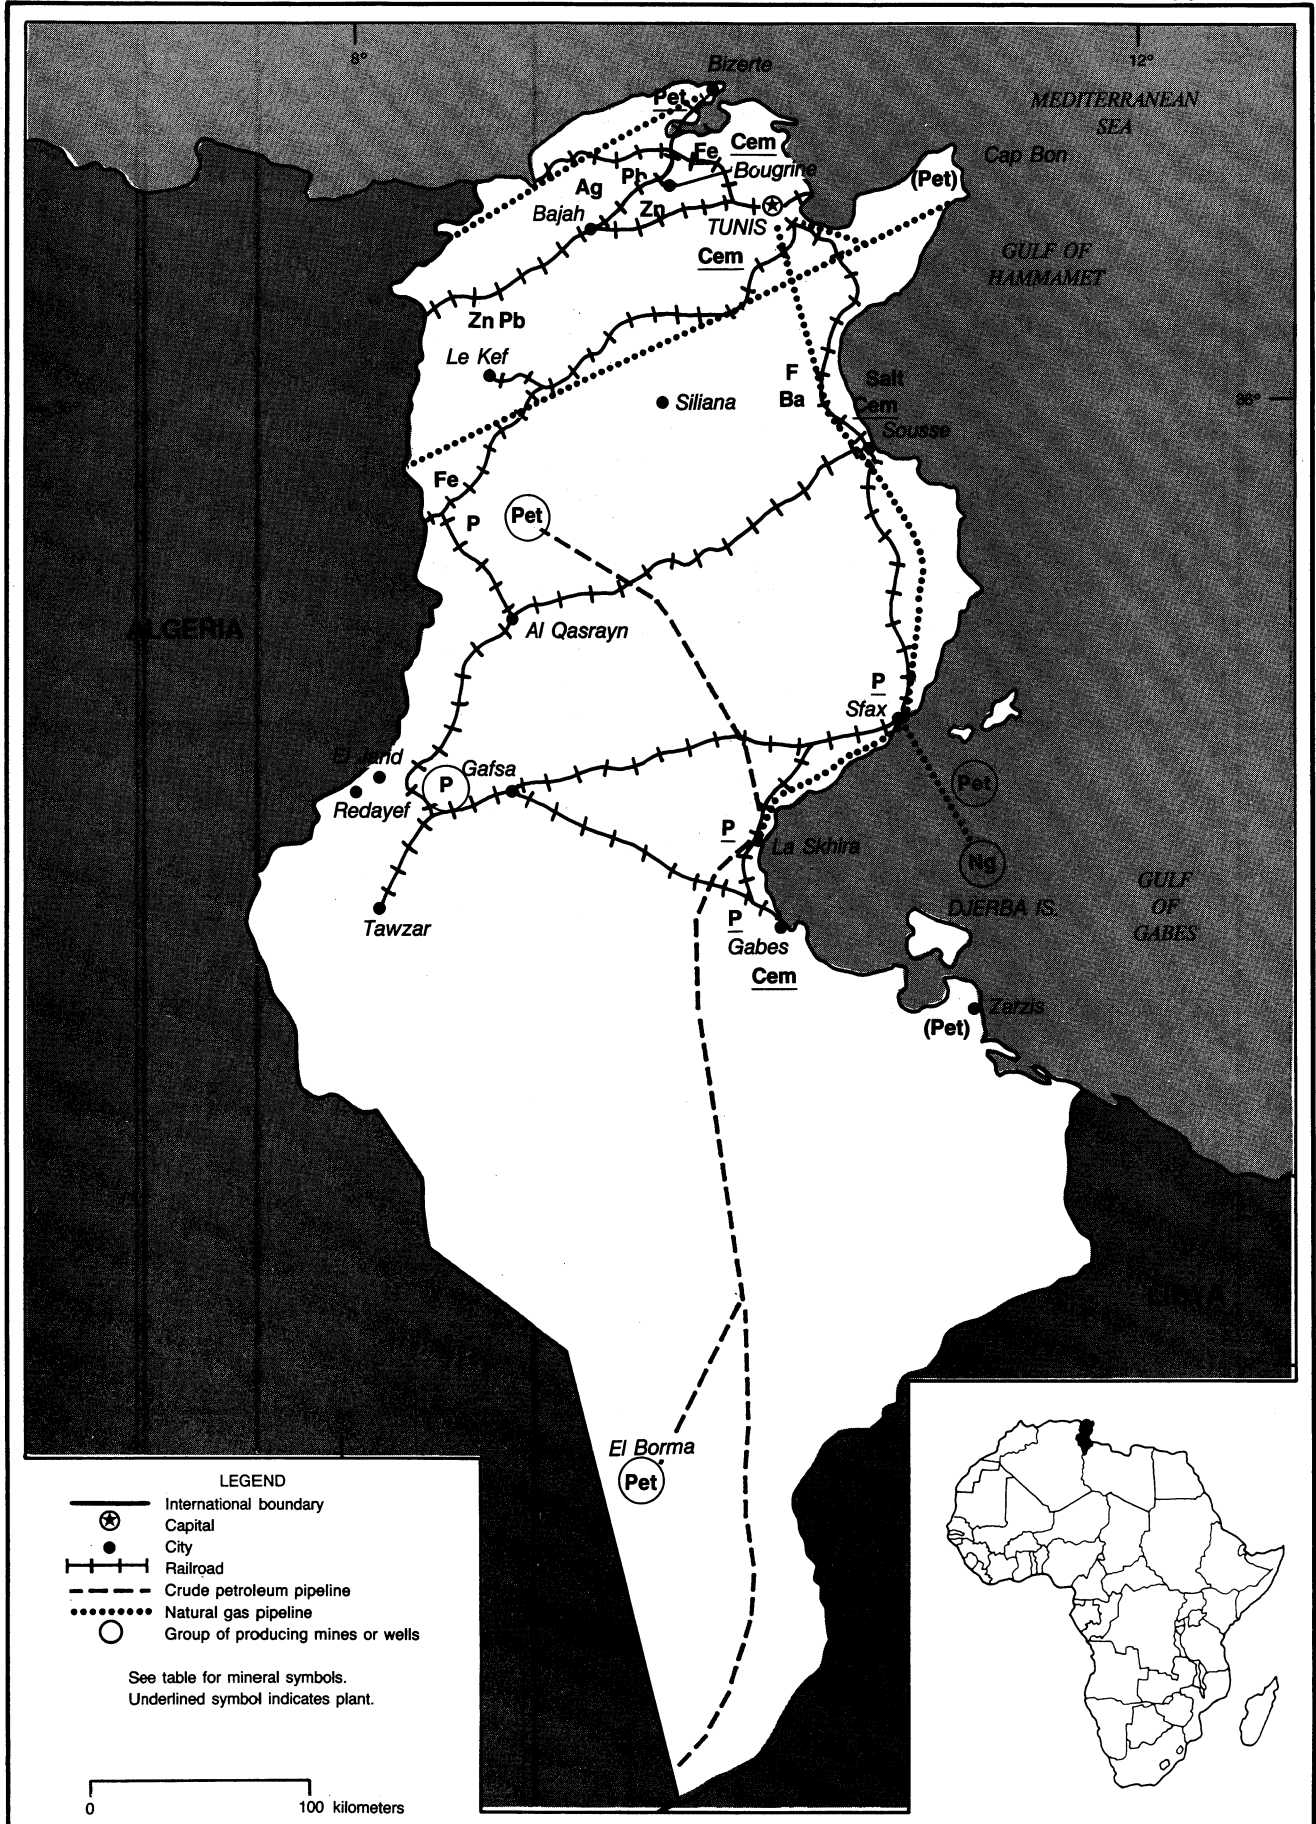 8°
12°
Bizerte
Pet
MEDITERRANEAN
SEA
Cem
Fe
Bougrine
Cap Bon
Pb
(Pet)
Ag
Zn
Bajah
TUNIS
Cem
GULF OF
HAMMAMET
Zn Pb
Le Kef
F
Salt
Ba
Cem
Siliana
36°
36°
Sousse
Fe
P
Pet
ALGERIA
Al Qasrayn
P
Sfax
El Jarid
Gafsa
P
Pet
Redayef
P
La Skhira
Ng
GULF
OF
GABES
DJERBA IS.
Tawzar
P
Gabes
Cem
Zarzis
(Pet)
LIBYA
El Borma
Pet
LEGEND
International boundary
Capital
City
Railroad
Crude petroleum pipeline
Natural gas pipeline
Group of producing mines or wells
See table for mineral symbols.
Underlined symbol indicates plant.
0
100 kilometers